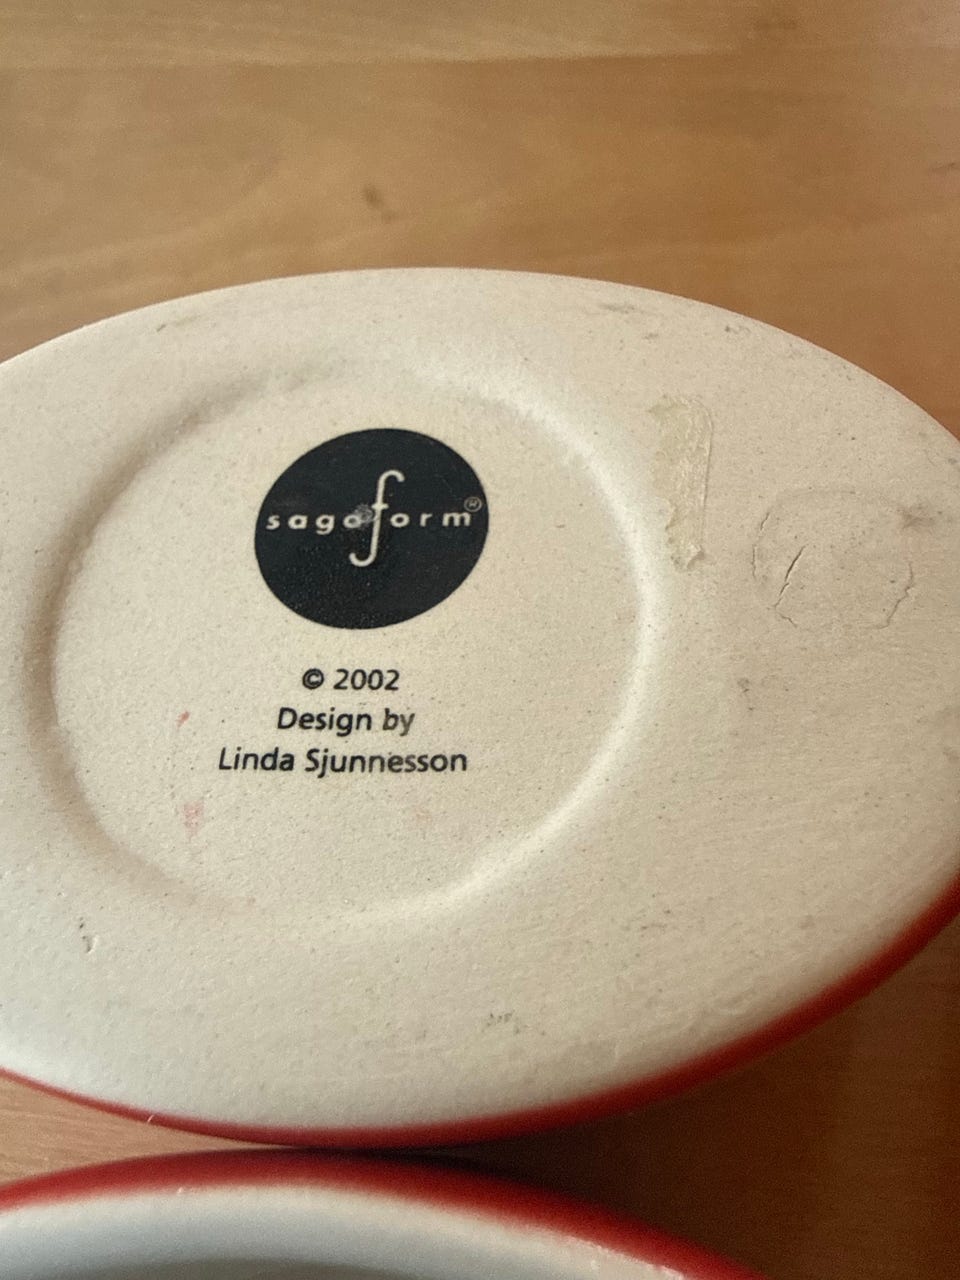 sagaform®
© 2002
Design by
Linda Sjunnesson